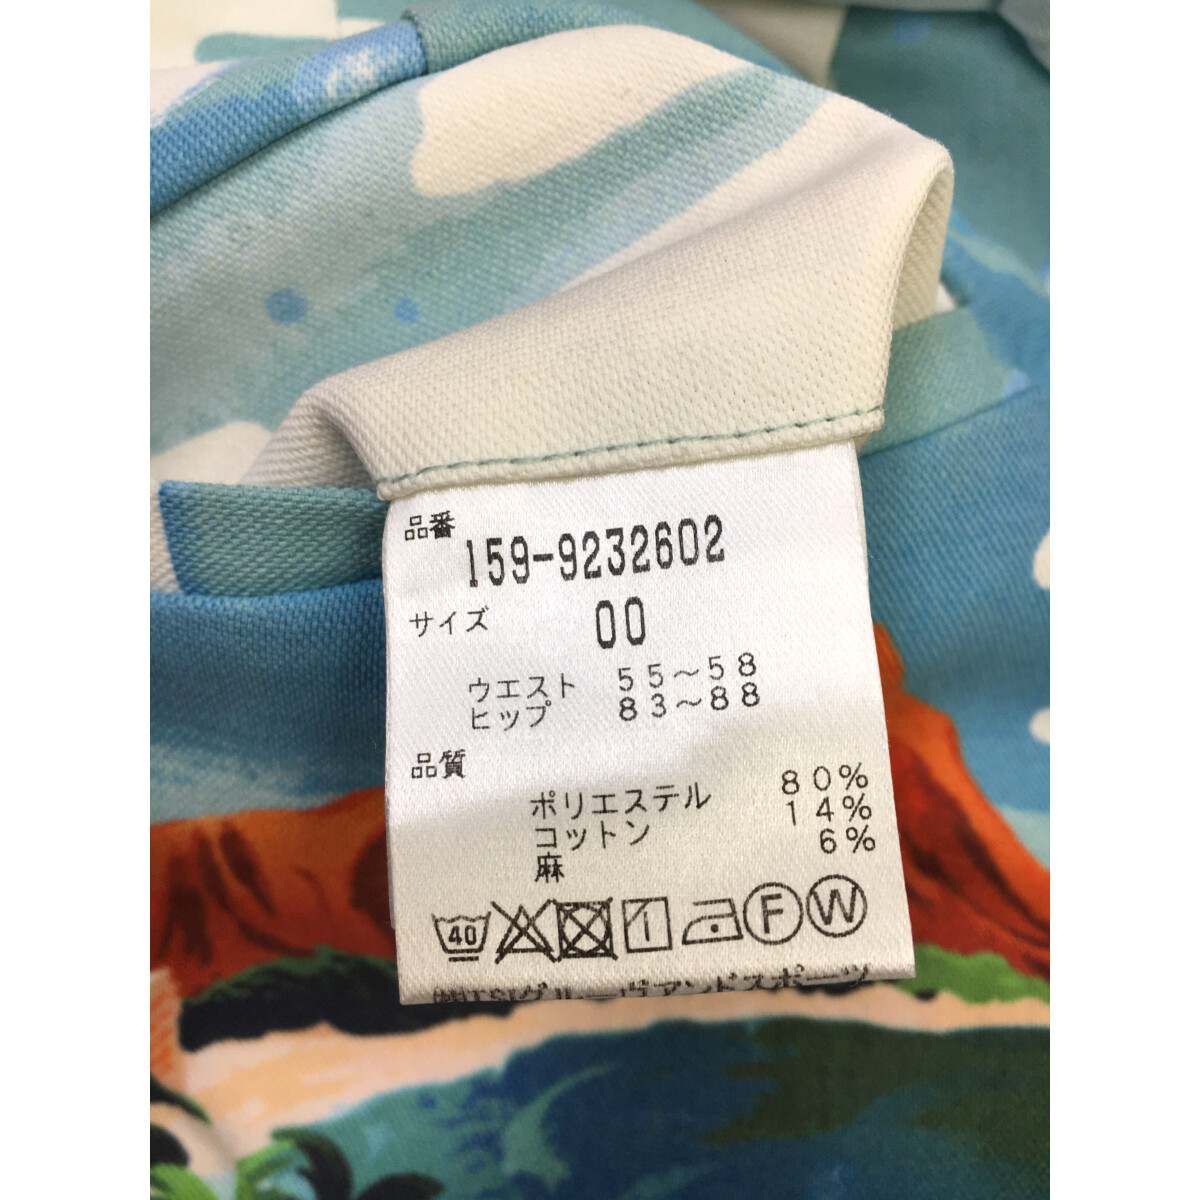 品番
159-9232602
サイズ 00
ウエスト 55～58
ヒップ 83～88
品質
ポリエステル 80%
コットン 14%
麻 6%
40 F W